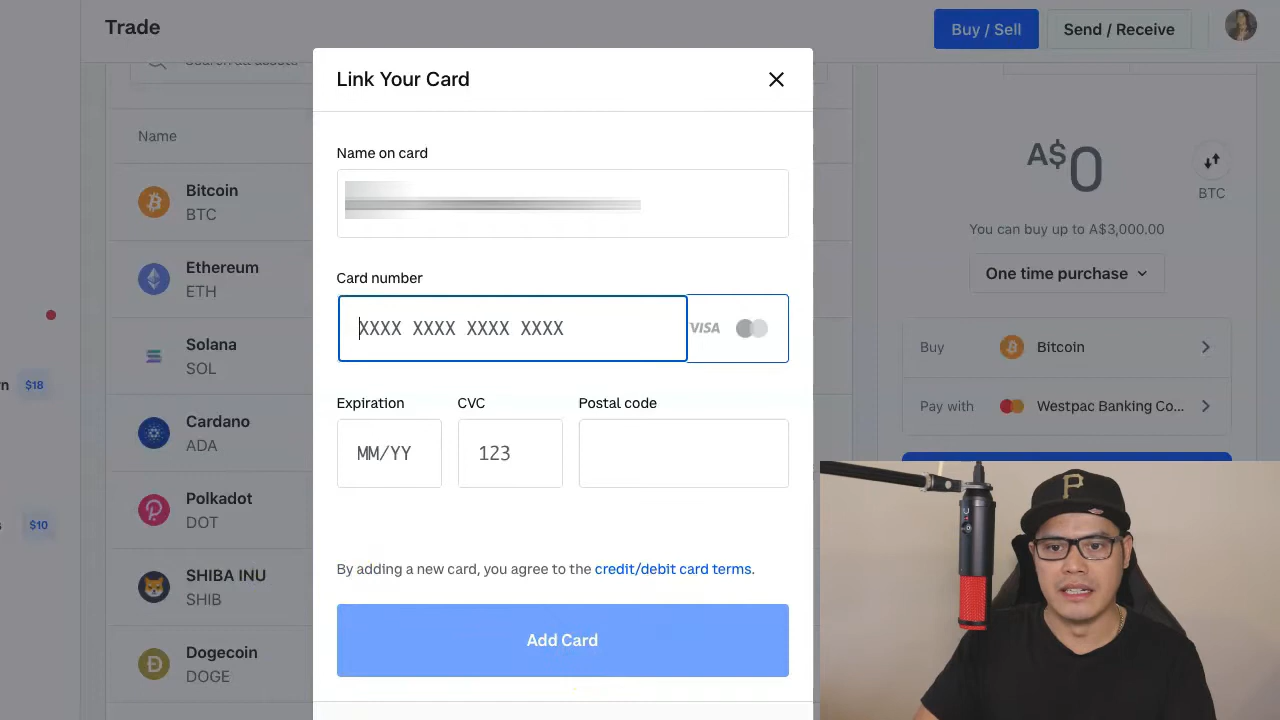 Trade
Buy / Sell
Send / Receive
Link Your Card
Name
Bitcoin
BTC
Ethereum
ETH
Solana
SOL
Cardano
ADA
Polkadot
DOT
SHIBA INU
SHIB
Dogecoin
DOGE
$18
$10
Name on card
Card number
XXXX XXXX XXXX XXXX
VISA
Expiration
CVC
Postal code
MM/YY
123
By adding a new card, you agree to the credit/debit card terms.
Add Card
A$0
BTC
You can buy up to A$3,000.00
One time purchase
Buy
Bitcoin
Pay with
Westpac Banking Co...
P